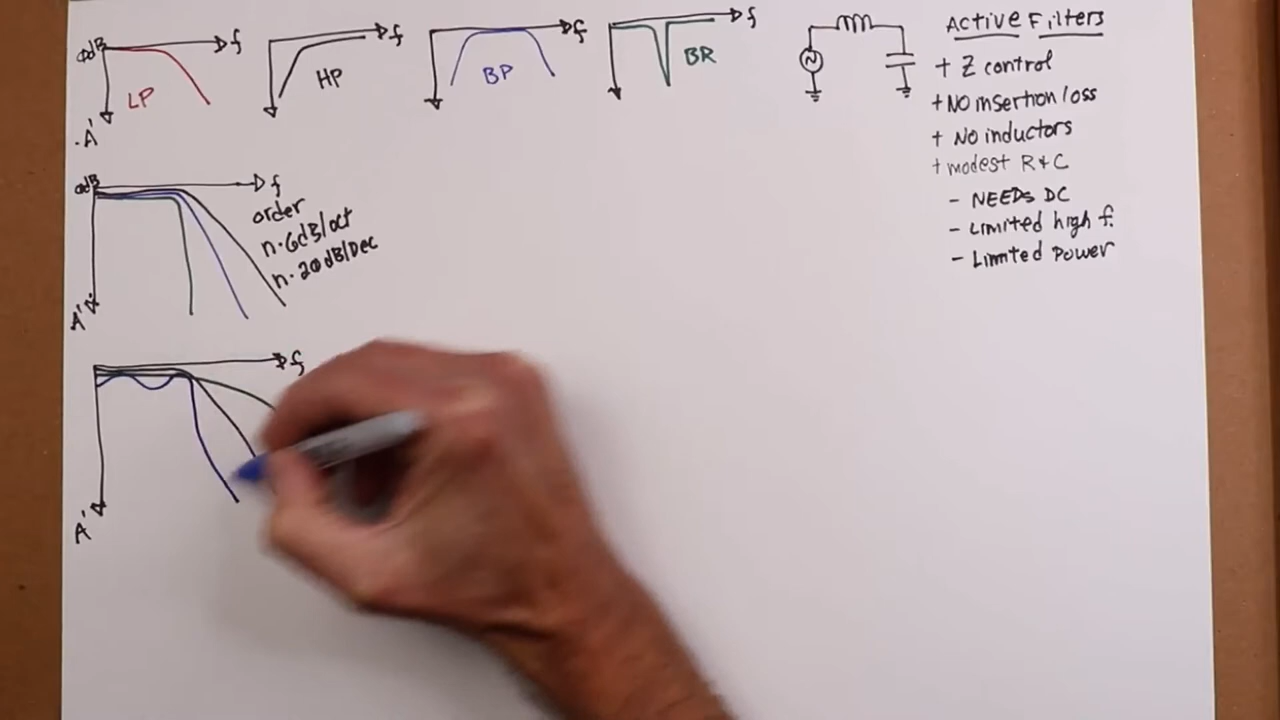 0dB f LP -A'
f HP
f BP
f BR
N
Active Filters
+ Z control
+ NO insertion loss
+ No inductors
+ modest R & C
- NEEDs DC
- Limited high f.
- Limited Power
0dB f
order
n·6dB/oct
n·20dB/Dec
A'
f
A'